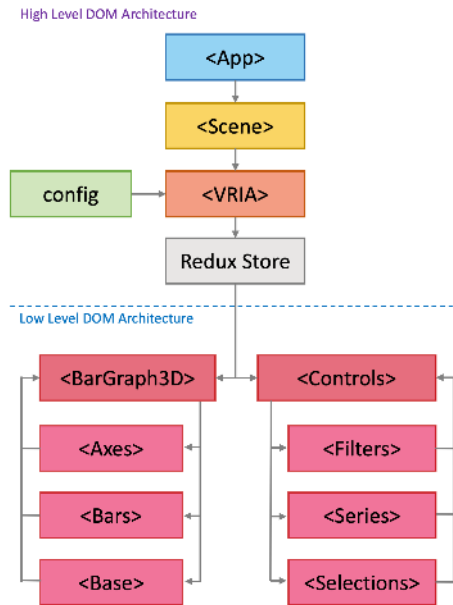 High Level DOM Architecture
<App>
<Scene>
config
<VRIA>
Redux Store
Low Level DOM Architecture
<BarGraph3D>
<Controls>
<Axes>
<Filters>
<Bars>
<Series>
<Base>
<Selections>